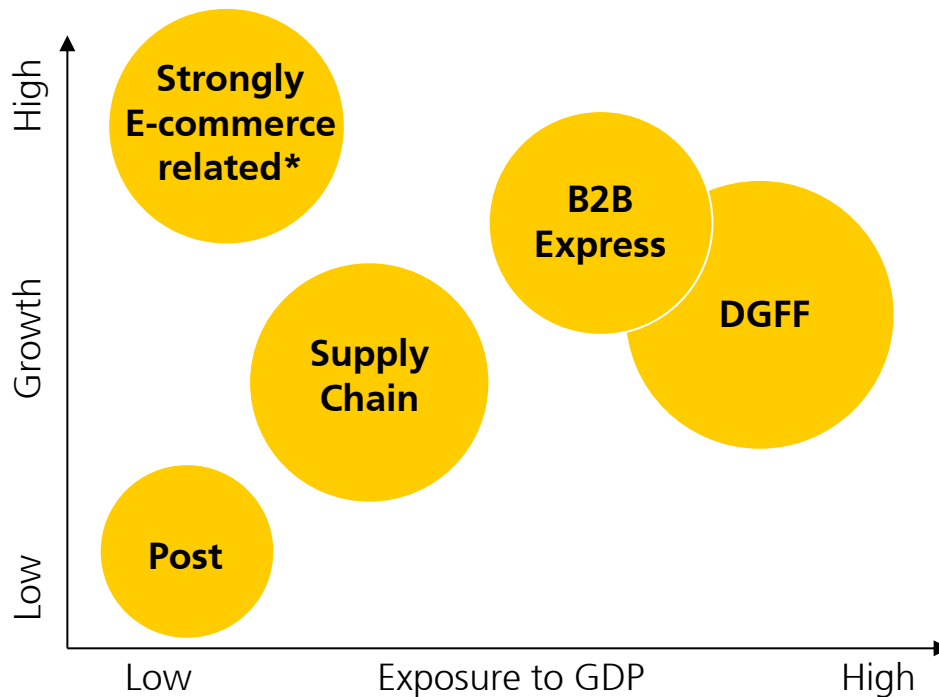 High
Growth
Low
Strongly
E-commerce
related*
B2B
Express
DGFF
Supply
Chain
Post
Low
Exposure to GDP
High